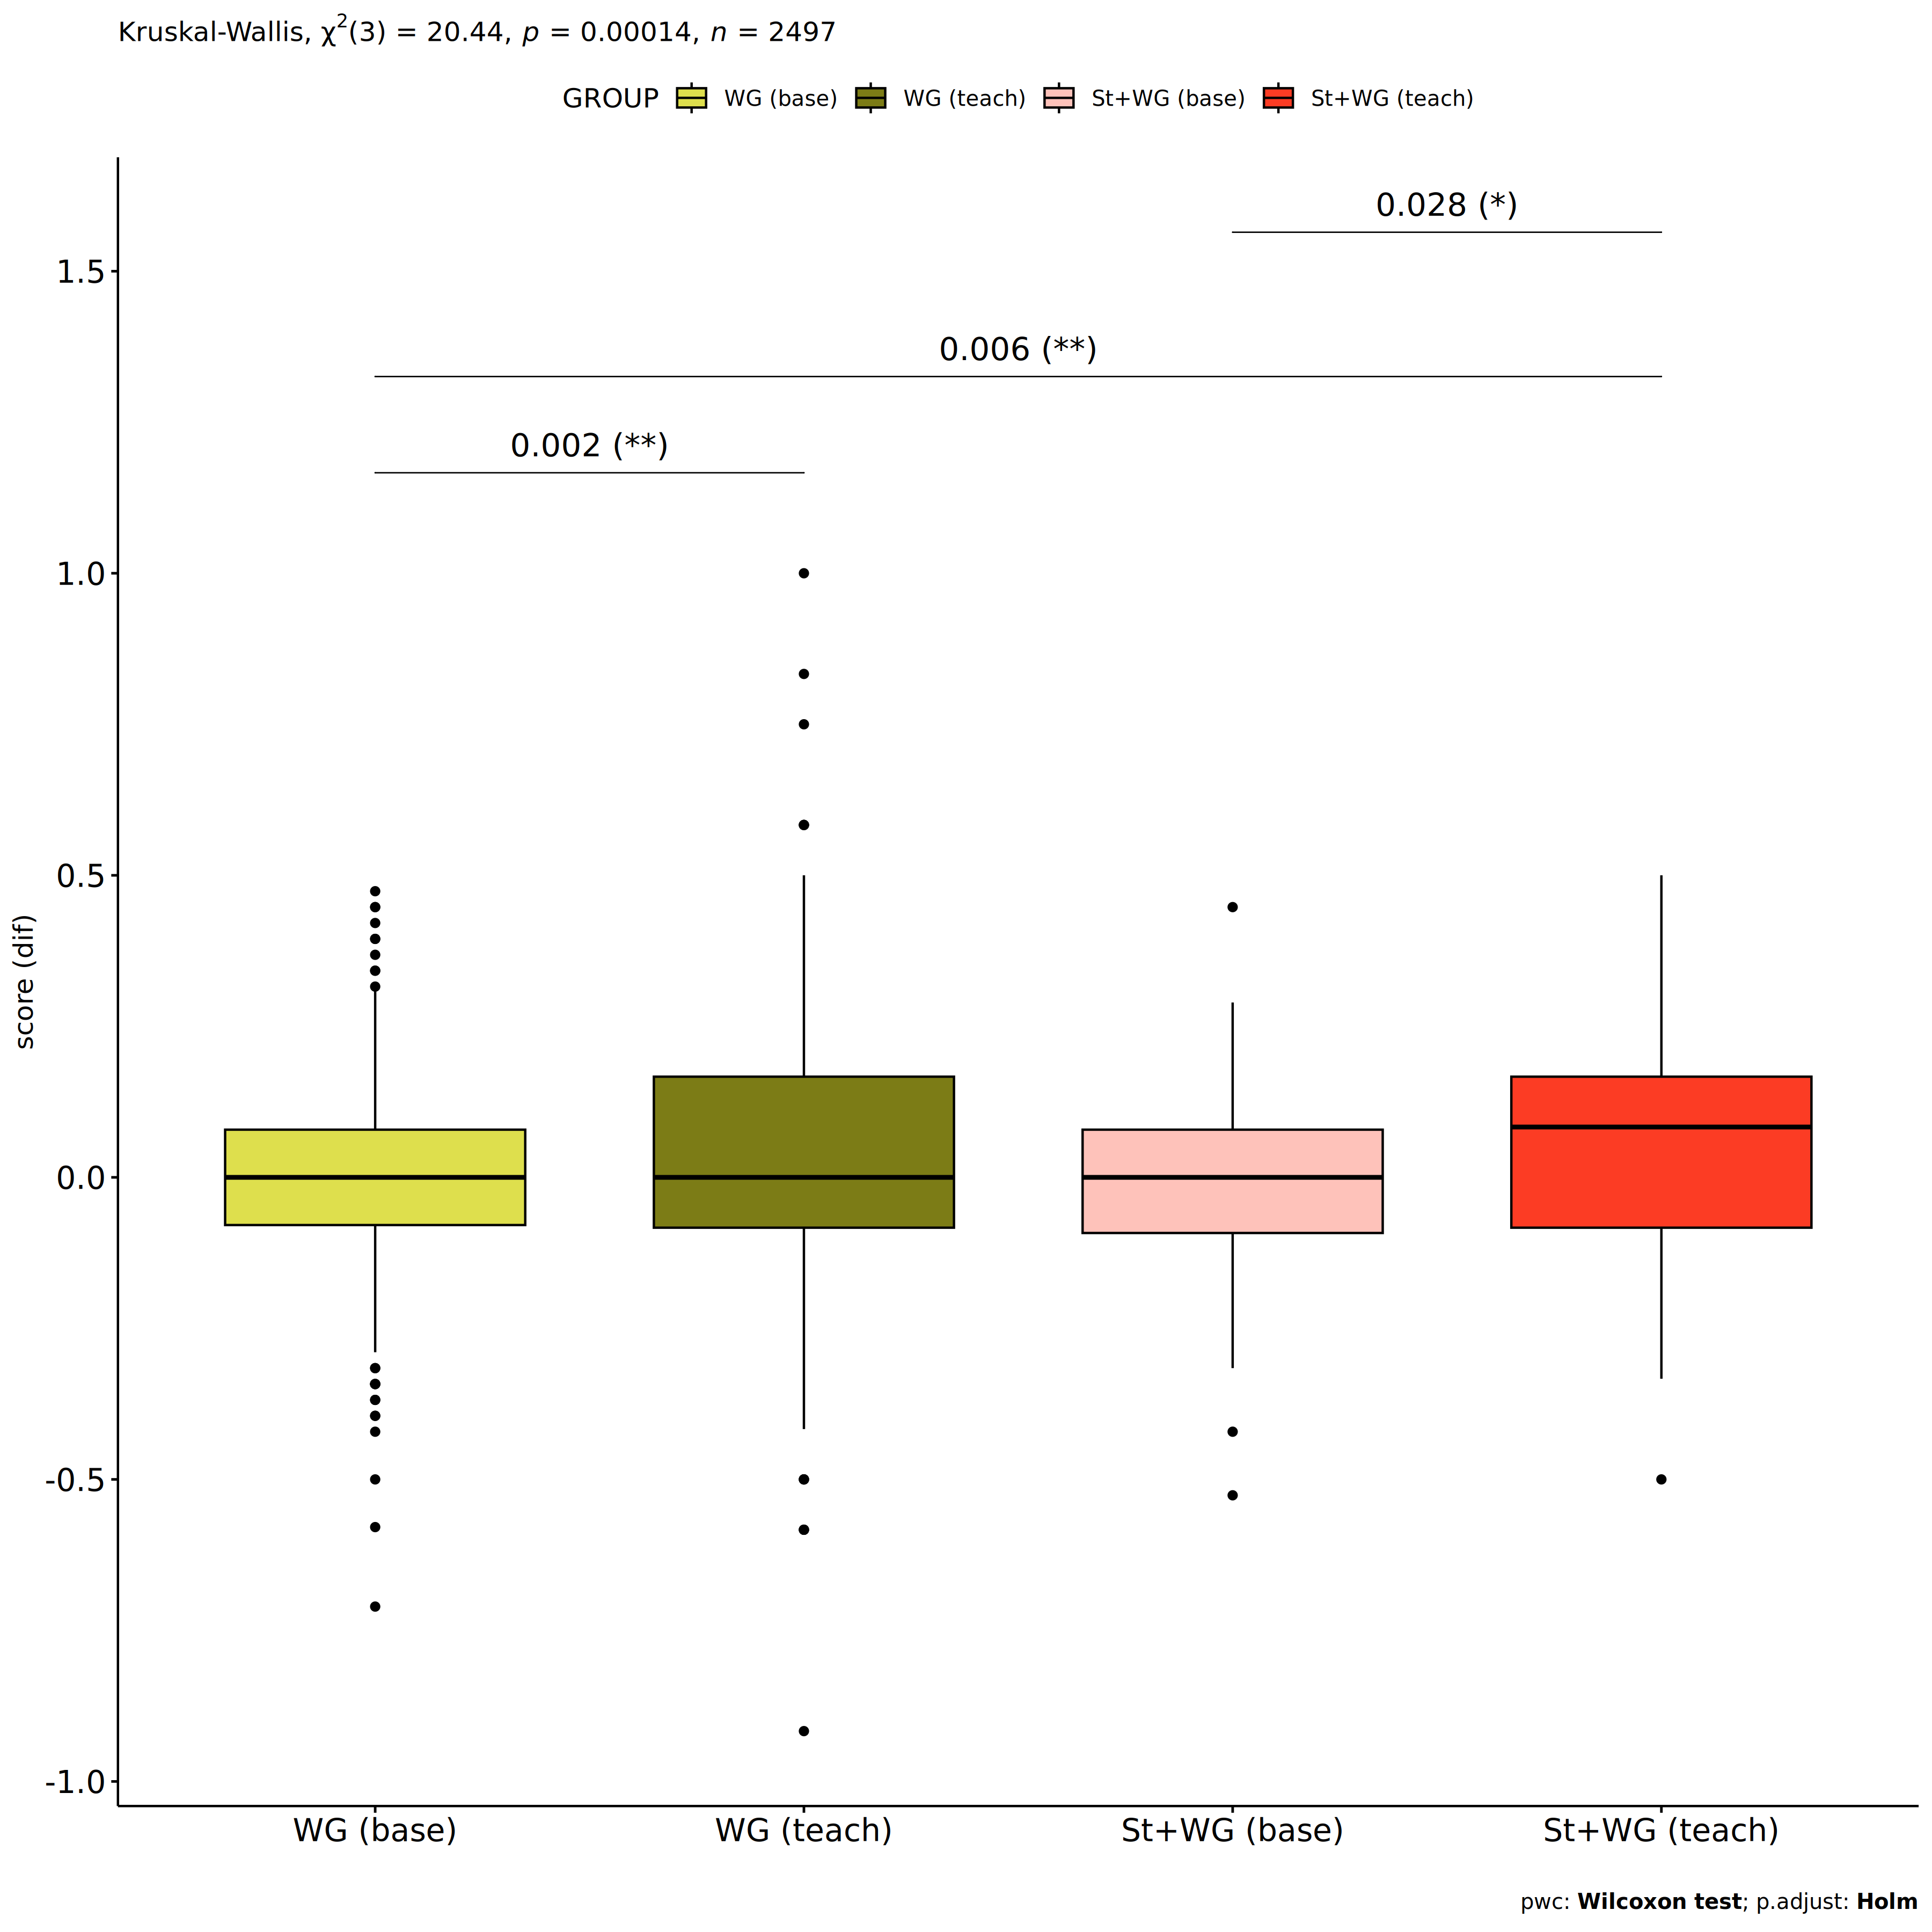 Kruskal-Wallis, χ²(3) = 20.44, p = 0.00014, n = 2497
GROUP WG (base) WG (teach) St+WG (base) St+WG (teach)
0.028 (*)
1.5
0.006 (**)
0.002 (**)
1.0
0.5
score (dif)
0.0
-0.5
-1.0
WG (base) WG (teach) St+WG (base) St+WG (teach)
pwc: Wilcoxon test; p.adjust: Holm